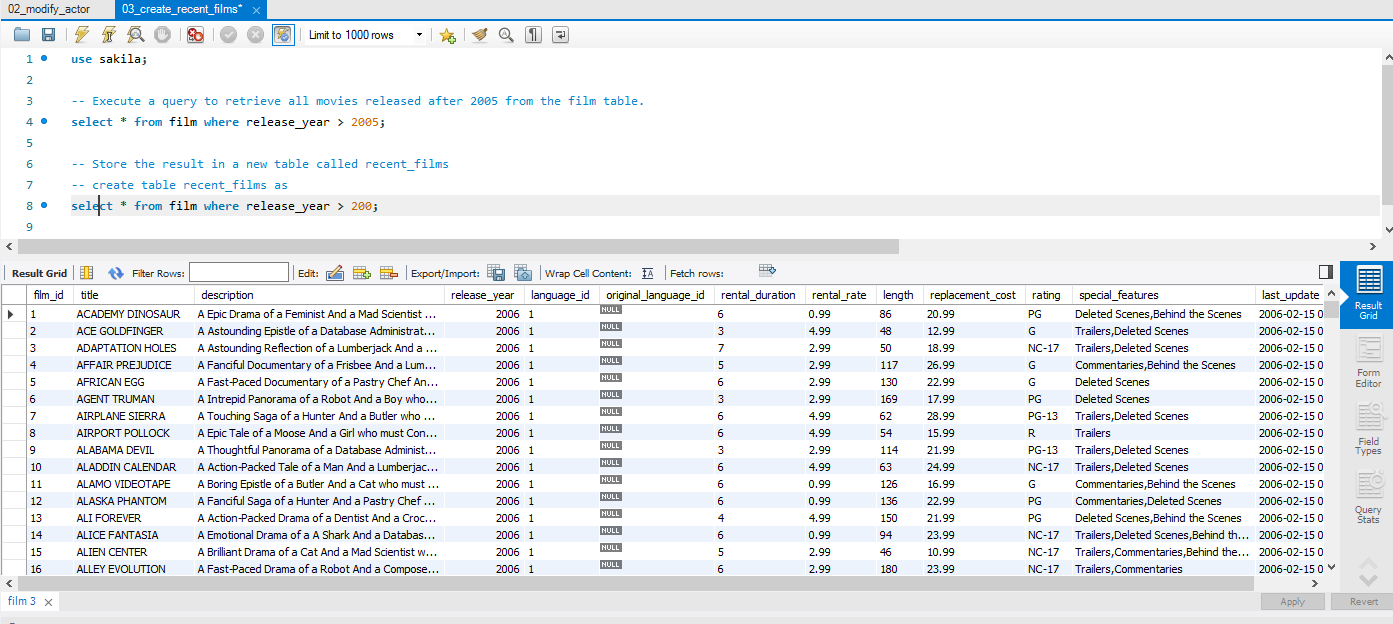 02_modify_actor 03_create_recent_films*
Limit to 1000 rows
1 use sakila;
2
3 -- Execute a query to retrieve all movies released after 2005 from the film table.
4 select * from film where release_year > 2005;
5
6 -- Store the result in a new table called recent_films
7 -- create table recent_films as
8 select * from film where release_year > 200;
9
Result Grid Filter Rows: Edit: Export/Import: Wrap Cell Content: IA Fetch rows:
film_id title description release_year language_id original_language_id rental_duration rental_rate length replacement_cost rating special_features last_update
1 ACADEMY DINOSAUR A Epic Drama of a Feminist And a Mad Scientist ... 2006 1 NULL 6 0.99 86 20.99 PG Deleted Scenes,Behind the Scenes 2006-02-15 0
2 ACE GOLDFINGER A Astounding Epistle of a Database Administrat... 2006 1 NULL 3 4.99 48 12.99 G Trailers,Deleted Scenes 2006-02-15 0
3 ADAPTATION HOLES A Astounding Reflection of a Lumberjack And a ... 2006 1 NULL 7 2.99 50 18.99 NC-17 Trailers,Deleted Scenes 2006-02-15 0
4 AFFAIR PREJUDICE A Fanciful Documentary of a Frisbee And a Lum... 2006 1 NULL 5 2.99 117 26.99 G Commentaries,Behind the Scenes 2006-02-15 0
5 AFRICAN EGG A Fast-Paced Documentary of a Pastry Chef An... 2006 1 NULL 6 2.99 130 22.99 G Deleted Scenes 2006-02-15 0
6 AGENT TRUMAN A Intrepid Panorama of a Robot And a Boy who... 2006 1 NULL 3 2.99 169 17.99 PG Deleted Scenes 2006-02-15 0
7 AIRPLANE SIERRA A Touching Saga of a Hunter And a Butler who ... 2006 1 NULL 6 4.99 62 28.99 PG-13 Trailers,Deleted Scenes 2006-02-15 0
8 AIRPORT POLLOCK A Epic Tale of a Moose And a Girl who must Con... 2006 1 NULL 6 4.99 54 15.99 R Trailers 2006-02-15 0
9 ALABAMA DEVIL A Thoughtful Panorama of a Database Administ... 2006 1 NULL 3 2.99 114 21.99 PG-13 Trailers,Deleted Scenes 2006-02-15 0
10 ALADDIN CALENDAR A Action-Packed Tale of a Man And a Lumberjac... 2006 1 NULL 6 4.99 63 24.99 NC-17 Trailers,Deleted Scenes 2006-02-15 0
11 ALAMO VIDEOTAPE A Boring Epistle of a Butler And a Cat who must ... 2006 1 NULL 6 0.99 126 16.99 G Commentaries,Behind the Scenes 2006-02-15 0
12 ALASKA PHANTOM A Fanciful Saga of a Hunter And a Pastry Chef ... 2006 1 NULL 6 0.99 136 22.99 PG Commentaries,Deleted Scenes 2006-02-15 0
13 ALI FOREVER A Action-Packed Drama of a Dentist And a Croc... 2006 1 NULL 4 4.99 150 21.99 PG Deleted Scenes,Behind the Scenes 2006-02-15 0
14 ALICE FANTASIA A Emotional Drama of a A Shark And a Databas... 2006 1 NULL 6 0.99 94 23.99 NC-17 Trailers,Deleted Scenes,Behind th... 2006-02-15 0
15 ALIEN CENTER A Brilliant Drama of a Cat And a Mad Scientist w... 2006 1 NULL 5 2.99 46 10.99 NC-17 Trailers,Commentaries,Behind the... 2006-02-15 0
16 ALLEY EVOLUTION A Fast-Paced Drama of a Robot And a Compose... 2006 1 NULL 6 2.99 180 23.99 NC-17 Trailers,Commentaries 2006-02-15 0
Result
Grid
Form
Editor
Field
Types
Query
Stats
film 3 Apply Revert